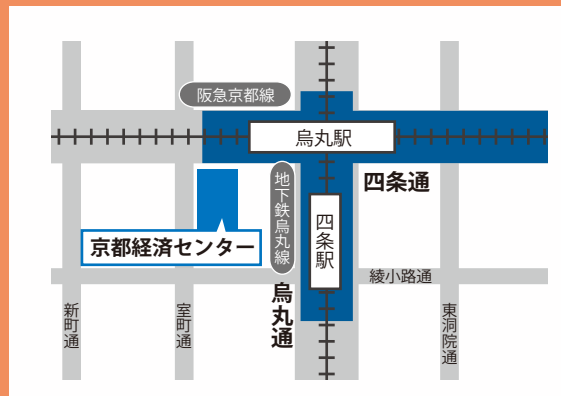 阪急京都線
烏丸駅
地下鉄烏丸線
四条通
四条駅
京都経済センター
綾小路通
烏丸通
新町通
室町通
東洞院通